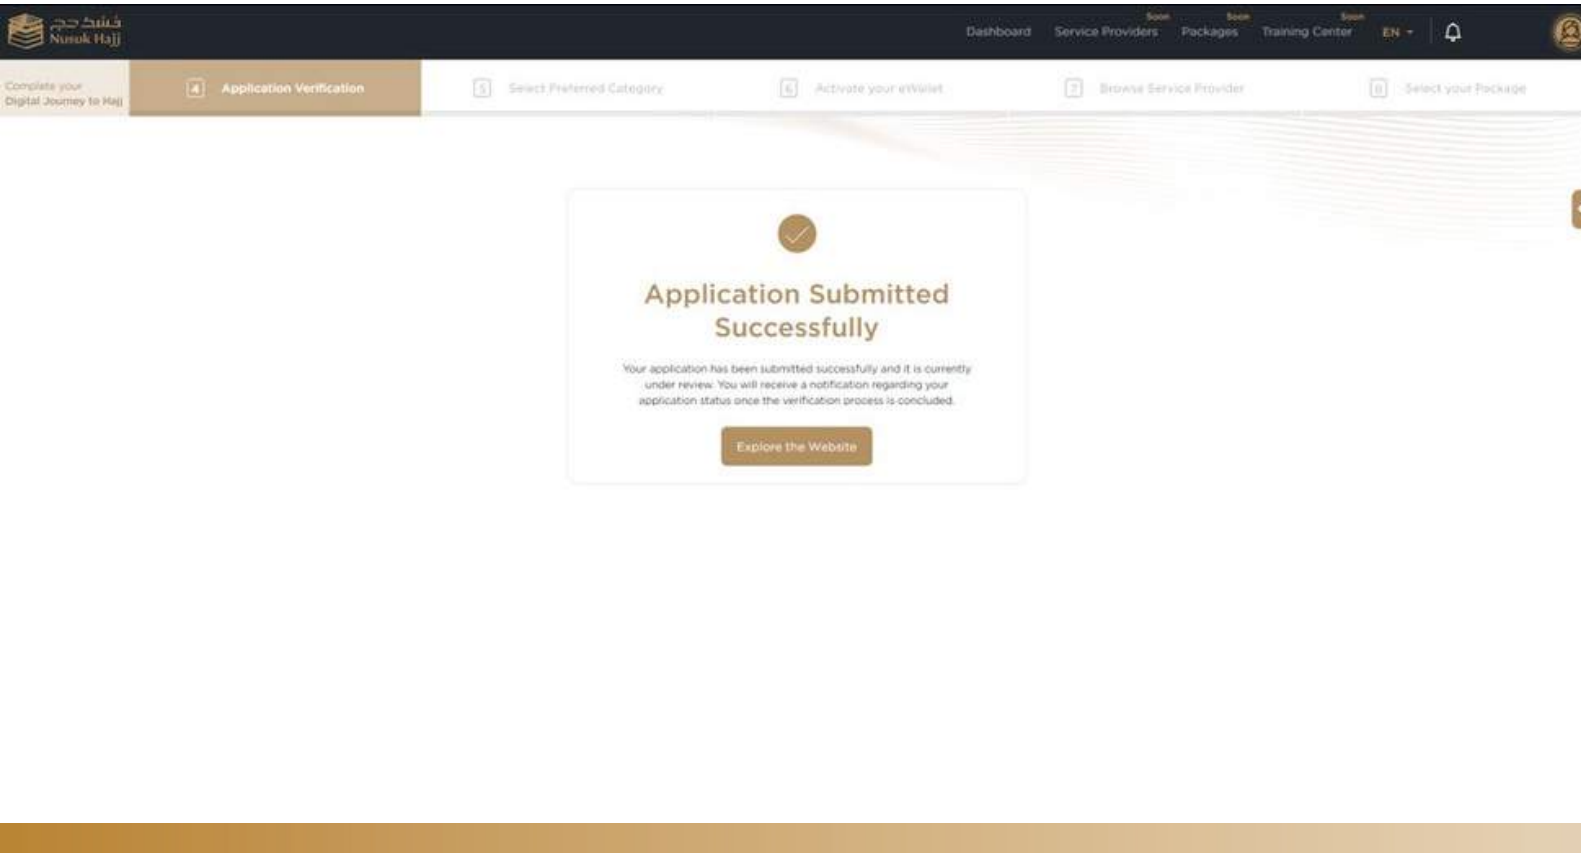 نسك حج
Nusuk Hajj
Dashboard
Soon
Service Providers
Soon
Packages
Soon
Training Center
EN
Complete your
Digital Journey to Hajj
4 Application Verification
5 Select Preferred Category
6 Activate your eWallet
7 Browse Service Provider
8 Select your Package
Application Submitted
Successfully
Your application has been submitted successfully and it is currently
under review. You will receive a notification regarding your
application status once the verification process is concluded.
Explore the Website